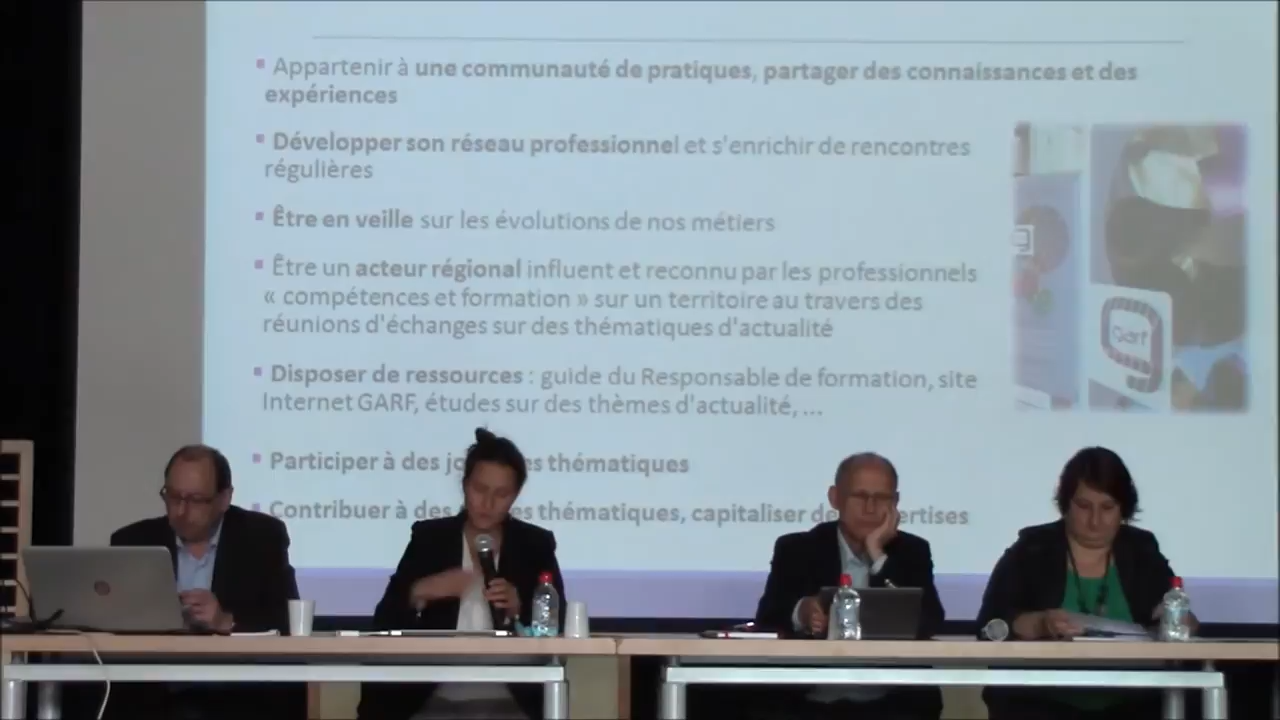 Appartenir à une communauté de pratiques, partager des connaissances et des
expériences
Développer son réseau professionnel et s'enrichir de rencontres
régulières
Être en veille sur les évolutions de nos métiers
Être un acteur régional influent et reconnu par les professionnels
« compétences et formation » sur un territoire au travers des
réunions d'échanges sur des thématiques d'actualité
Disposer de ressources : guide du Responsable de formation, site
Internet GARF, études sur des thèmes d'actualité, ...
Participer à des thématiques
Contribuer à des thématiques, capitaliser
garf